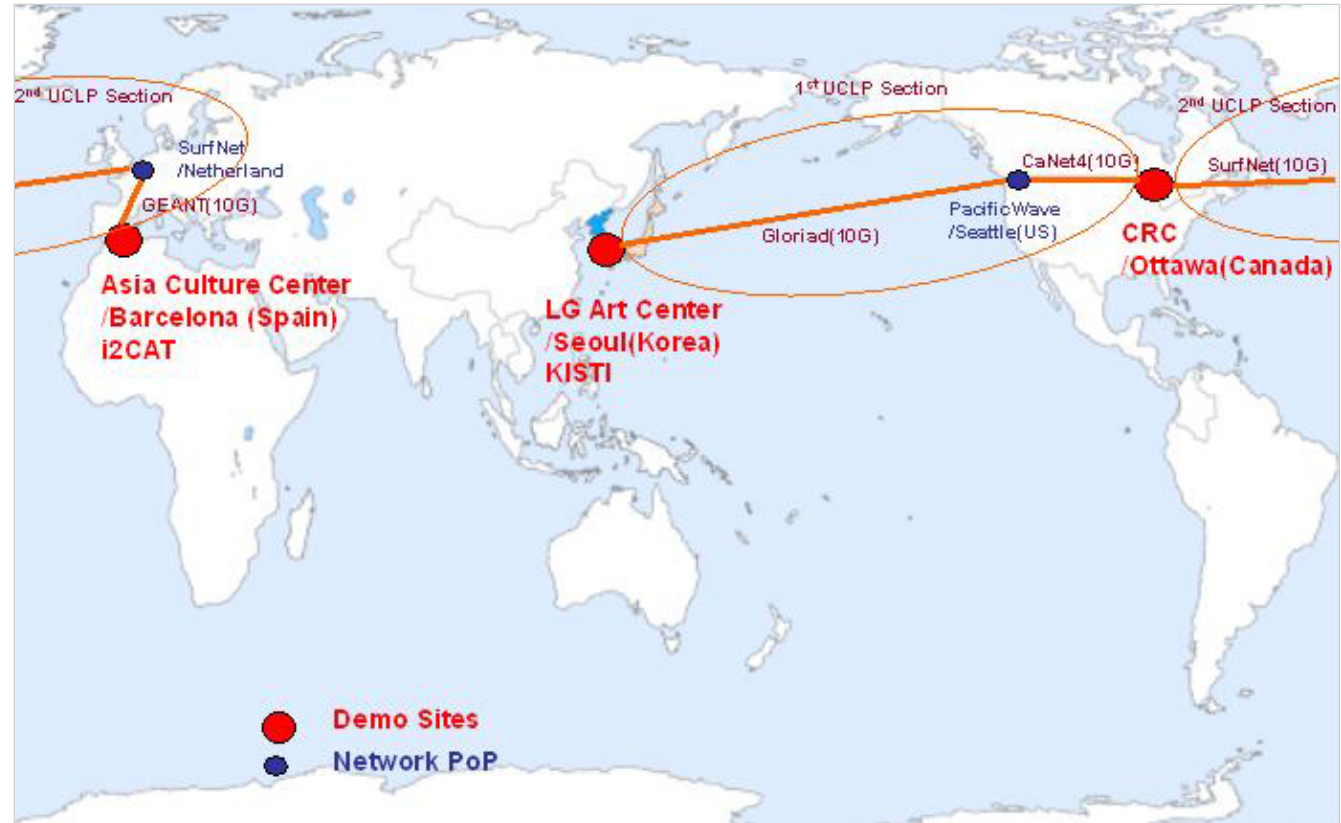 2nd UCLP Section
SurfNet
/Netherland
GEANT(10G)
Asia Culture Center
/Barcelona (Spain)
i2CAT
1st UCLP Section
Gloriad(10G)
LG Art Center
/Seoul(Korea)
KISTI
CaNet4(10G)
PacificWave
/Seattle(US)
2nd UCLP Section
SurfNet(10G)
CRC
/Ottawa(Canada)
Demo Sites
Network PoP